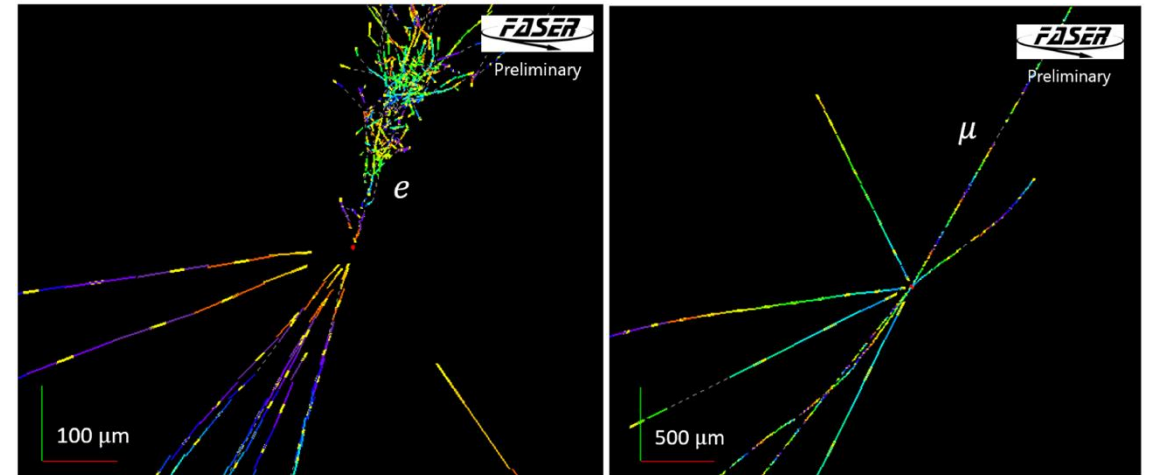 FASER
Preliminary
e
100 μm
FASER
Preliminary
μ
500 μm